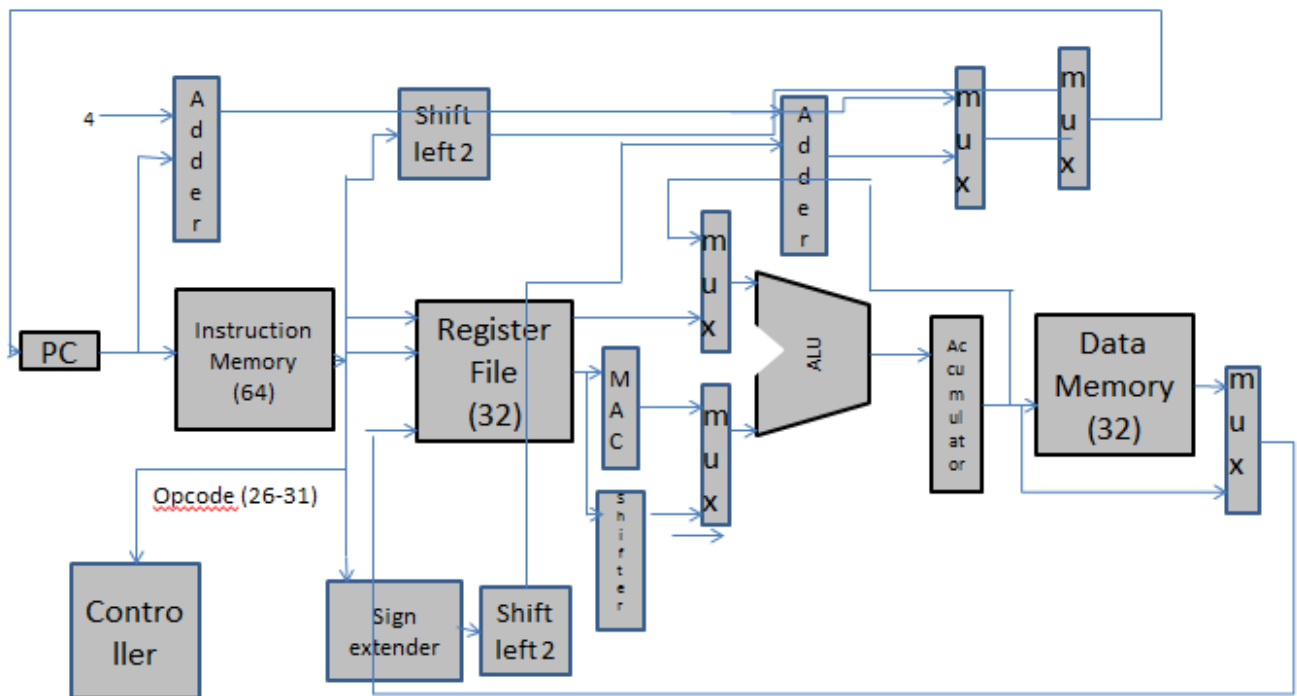 4
A
d
d
e
r
Shift
left 2
A
d
d
e
r
m
u
x
m
u
x
PC
Instruction
Memory
(64)
Register
File
(32)
M
A
C
s
h
i
f
t
e
r
m
u
x
m
u
x
ALU
Ac
cu
m
ul
at
or
Data
Memory
(32)
m
u
x
Opcode (26-31)
Contro
ller
Sign
extender
Shift
left 2